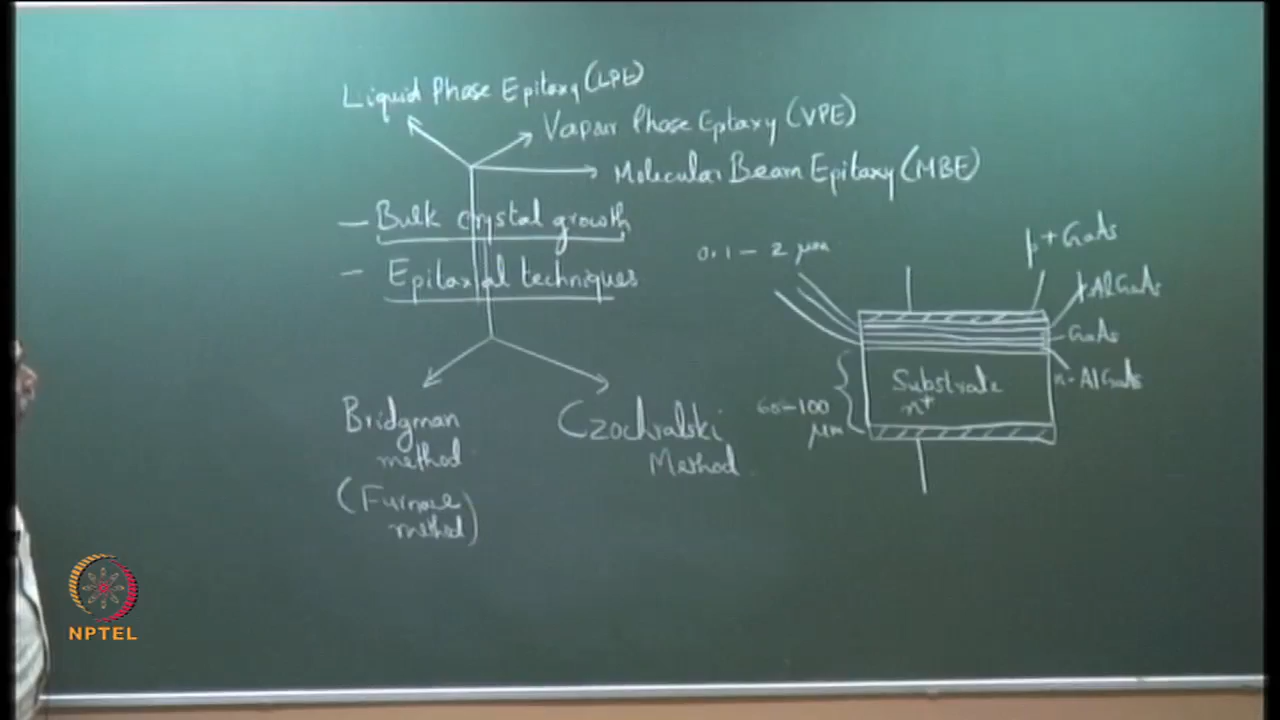 Liquid Phase Epitaxy (LPE)
Vapour Phase Epitaxy (VPE)
Molecular Beam Epitaxy (MBE)
— Bulk crystal growth
— Epitaxial techniques
Bridgman
method
(Furnace
method)
Czochralski
Method
0.1 – 2 μm
p+ GaAs
p AlGaAs
GaAs
n-AlGaAs
Substrate
n+
60–100
μm
NPTEL